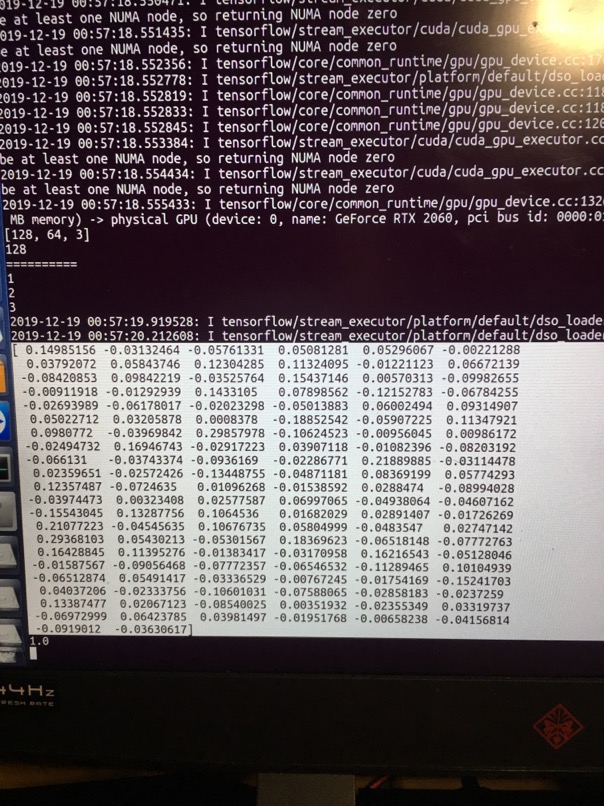 2019-12-19 00:57:18.550471: I
e at least one NUMA node, so returning NUMA node zero
019-12-19 00:57:18.551435: I tensorflow/stream_executor/cuda/cuda_gpu_ex
e at least one NUMA node, so returning NUMA node zero
2019-12-19 00:57:18.552356: I tensorflow/core/common_runtime/gpu/gpu_device.cc:17
2019-12-19 00:57:18.552778: I tensorflow/stream_executor/platform/default/dso_loa
2019-12-19 00:57:18.552819: I tensorflow/core/common_runtime/gpu/gpu_device.cc:118
2019-12-19 00:57:18.552833: I tensorflow/core/common_runtime/gpu/gpu_device.cc:118
2019-12-19 00:57:18.552845: I tensorflow/core/common_runtime/gpu/gpu_device.cc:120
2019-12-19 00:57:18.553384: I tensorflow/stream_executor/cuda/cuda_gpu_executor.cc
be at least one NUMA node, so returning NUMA node zero
2019-12-19 00:57:18.554434: I tensorflow/stream_executor/cuda/cuda_gpu_executor.cc
be at least one NUMA node, so returning NUMA node zero
2019-12-19 00:57:18.555433: I tensorflow/core/common_runtime/gpu/gpu_device.cc:132
MB memory) -> physical GPU (device: 0, name: GeForce RTX 2060, pci bus id: 0000:0
[128, 64, 3]
128
==========
1
2
3
2019-12-19 00:57:19.919528: I tensorflow/stream_executor/platform/default/dso_loade
2019-12-19 00:57:20.212608: I tensorflow/stream_executor/platform/default/dso_loade
[ 0.14985156 -0.03132464 -0.05761331 0.05081281 0.05296067 -0.00221288
0.03792072 0.05843746 0.12304285 0.11324095 -0.01221123 0.06672139
-0.08420853 0.09842219 -0.03525764 0.15437146 0.00570313 -0.09982655
-0.00911918 -0.01292939 0.1433105 0.07898562 -0.12152783 -0.06784255
-0.02693989 -0.06178017 -0.02023298 -0.05013883 0.06002494 0.09314907
0.05022712 0.03205878 0.0008378 -0.18852542 -0.05907225 0.11347921
0.0980772 -0.03969842 0.29857978 -0.10624523 -0.00956045 0.00986172
-0.02494732 0.16946743 -0.02917223 0.03907118 -0.01082396 -0.08203192
-0.066131 -0.03743374 -0.0936169 -0.02286771 0.21889885 -0.03114478
0.02359651 -0.02572426 -0.13448755 -0.04871181 0.08369199 0.05774293
0.12357487 -0.0724635 0.01096268 -0.01538592 0.0288474 -0.08994028
-0.03974473 0.00323408 0.02577587 0.06997065 -0.04938064 -0.04607162
-0.15543045 0.13287756 0.1064536 0.01682029 0.02891407 -0.01726269
0.21077223 -0.04545635 0.10676735 0.05804999 -0.0483547 0.02747142
0.29368103 0.05430213 -0.05301567 0.18369623 -0.06518148 -0.07772763
0.16428845 0.11395276 -0.01383417 -0.03170958 0.16216543 -0.05128046
-0.01587567 -0.09056468 -0.07772357 -0.06546532 -0.11289465 0.10104939
-0.06512874 0.05491417 -0.03336529 -0.00767245 -0.01754169 -0.15241703
0.04037206 -0.02333756 -0.10601031 -0.07588065 -0.02858183 -0.0237259
0.13387477 0.02067123 -0.08540025 0.00351932 -0.02355349 0.03319737
-0.06972999 0.06423785 0.03981497 -0.01951768 -0.00658238 -0.04156814
-0.0919012 -0.03630617]
1.0
44Hz
RESH RATE